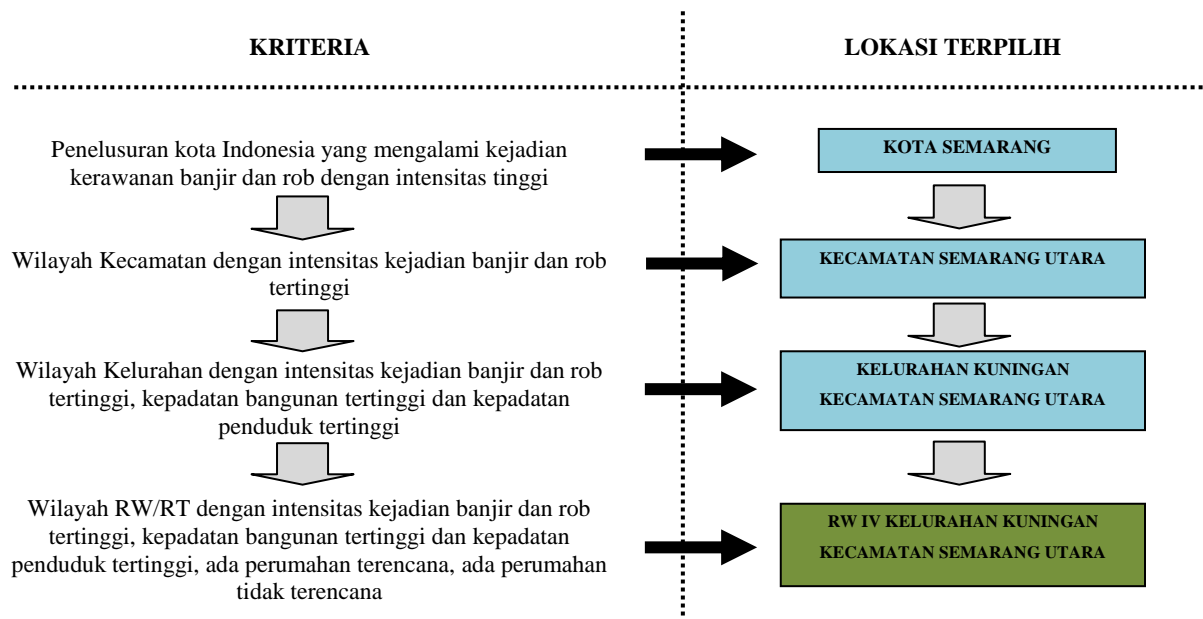 KRITERIA
LOKASI TERPILIH
Penelusuran kota Indonesia yang mengalami kejadian
kerawanan banjir dan rob dengan intensitas tinggi
KOTA SEMARANG
Wilayah Kecamatan dengan intensitas kejadian banjir dan rob
tertinggi
KECAMATAN SEMARANG UTARA
Wilayah Kelurahan dengan intensitas kejadian banjir dan rob
tertinggi, kepadatan bangunan tertinggi dan kepadatan
penduduk tertinggi
KELURAHAN KUNINGAN
KECAMATAN SEMARANG UTARA
Wilayah RW/RT dengan intensitas kejadian banjir dan rob
tertinggi, kepadatan bangunan tertinggi dan kepadatan
penduduk tertinggi, ada perumahan terencana, ada perumahan
tidak terencana
RW IV KELURAHAN KUNINGAN
KECAMATAN SEMARANG UTARA